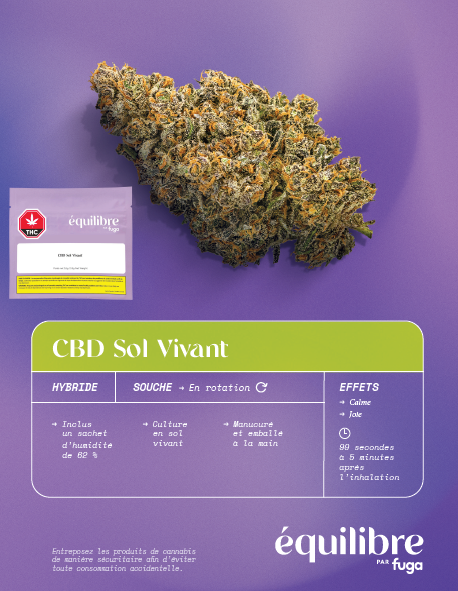 THC
équilibre
PAR fuga
CBD Sol Vivant
CBD Sol Vivant
HYBRIDE
SOUCHE → En rotation
EFFETS
→ Calme
→ Joie
→ Inclus
un sachet
d'humidité
de 62 %
→ Culture
en sol
vivant
→ Manucuré
et emballé
à la main
90 secondes
à 5 minutes
après
l'inhalation
Entreposez les produits de cannabis
de manière sécuritaire afin d'éviter
toute consommation accidentelle.
équilibre
PAR fuga